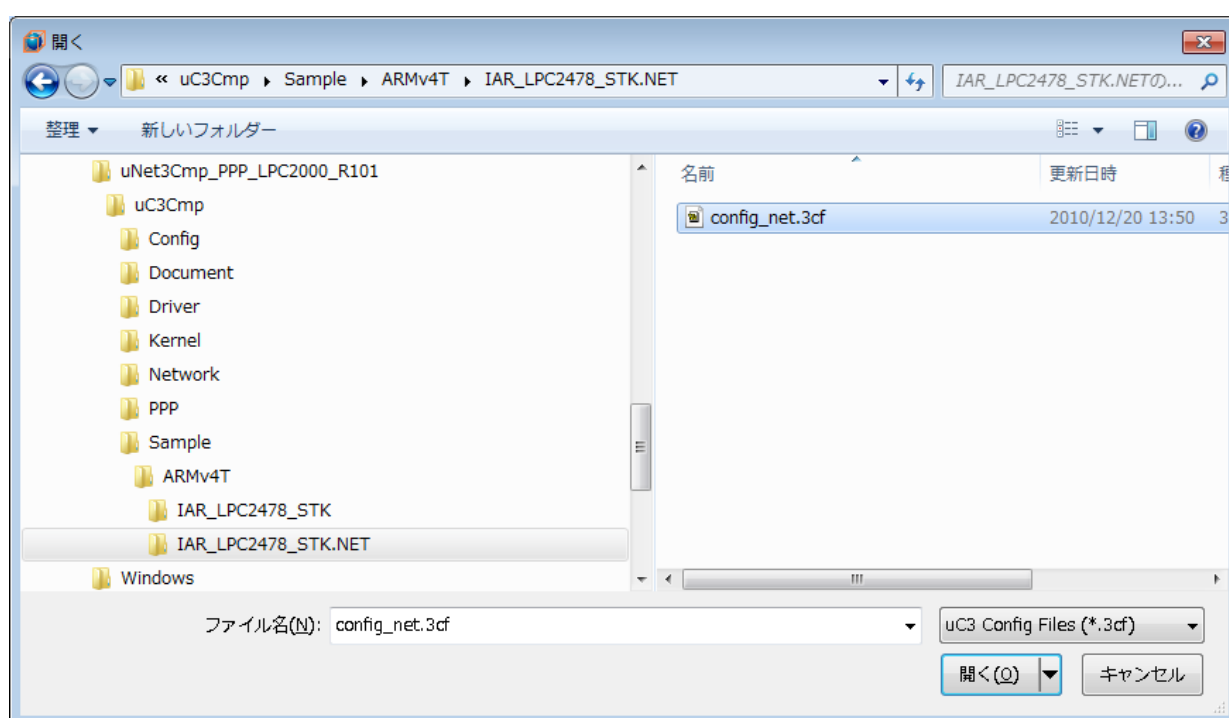 開く
« uC3Cmp ▸ Sample ▸ ARMv4T ▸ IAR_LPC2478_STK.NET
IAR_LPC2478_STK.NETの...
整理 ▼ 新しいフォルダー
uNet3Cmp_PPP_LPC2000_R101
uC3Cmp
Config
Document
Driver
Kernel
Network
PPP
Sample
ARMv4T
IAR_LPC2478_STK
IAR_LPC2478_STK.NET
Windows
名前 更新日時
config_net.3cf 2010/12/20 13:50 3
ファイル名(N): config_net.3cf
uC3 Config Files (*.3cf)
開く(O) キャンセル